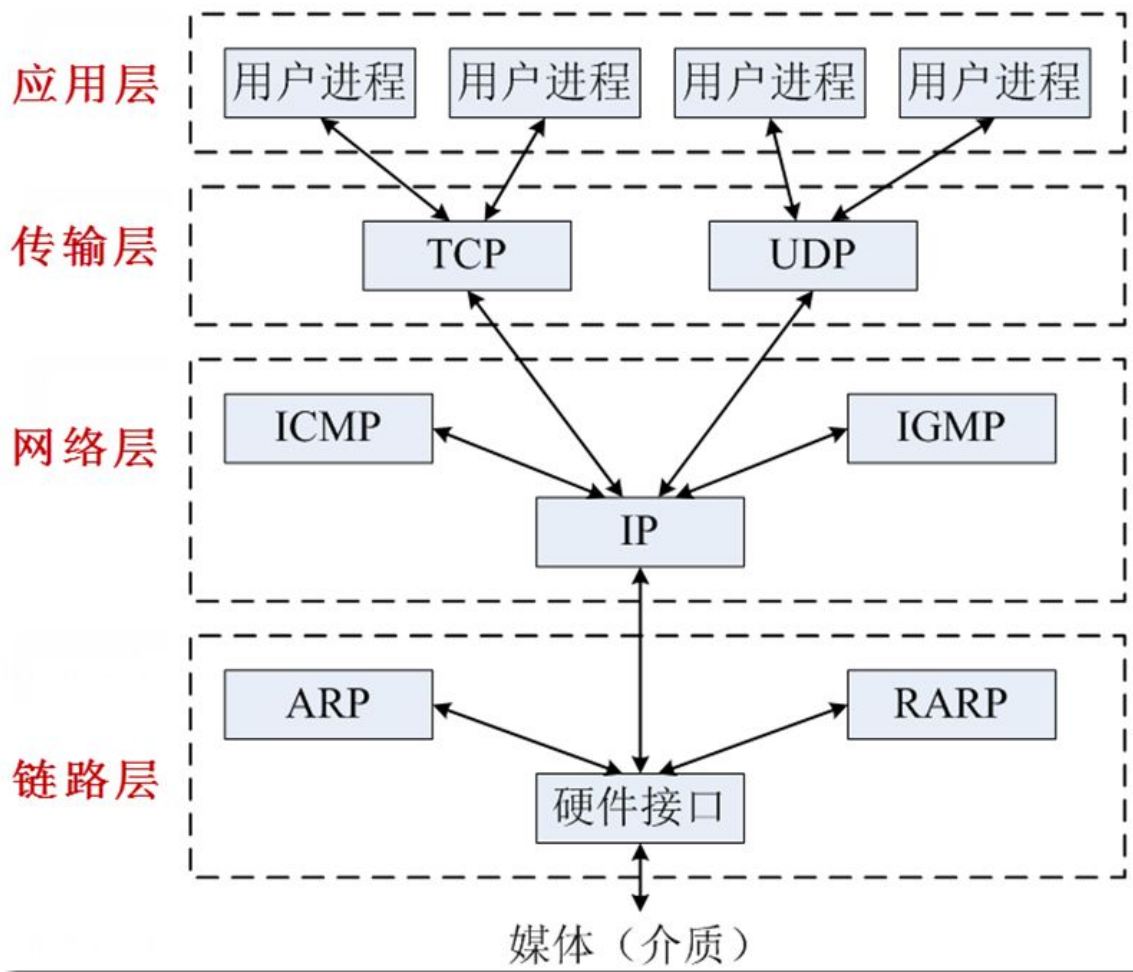 应用层
用户进程 用户进程 用户进程 用户进程
传输层
TCP UDP
网络层
ICMP IGMP
IP
链路层
ARP RARP
硬件接口
媒体（介质）